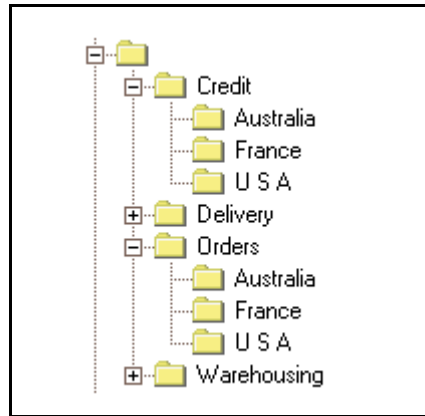 Credit
Australia
France
U S A
Delivery
Orders
Australia
France
U S A
Warehousing